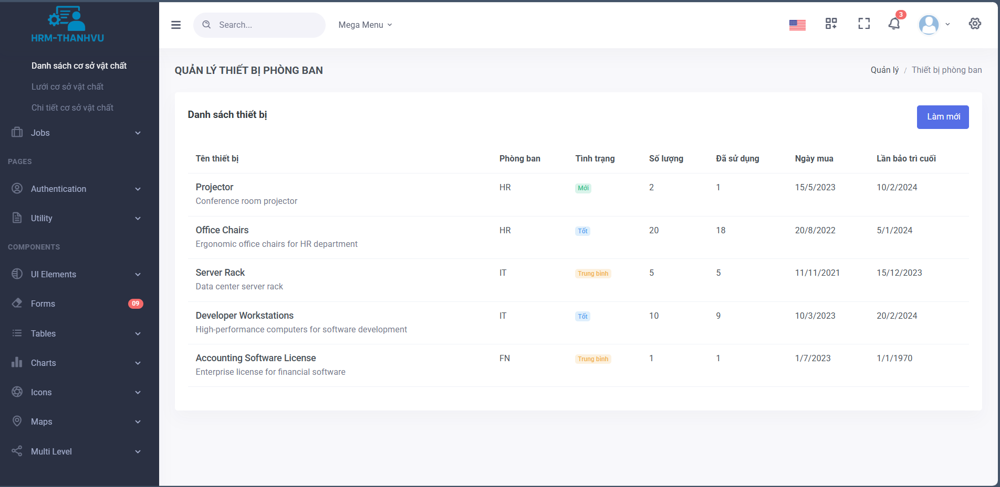 HRM-THANHVU
Danh sách cơ sở vật chất
Lưới cơ sở vật chất
Chi tiết cơ sở vật chất
Jobs
PAGES
Authentication
Utility
COMPONENTS
UI Elements
Forms 09
Tables
Charts
Icons
Maps
Multi Level
Search... Mega Menu 3
QUẢN LÝ THIẾT BỊ PHÒNG BAN Quản lý / Thiết bị phòng ban
Danh sách thiết bị Làm mới
Tên thiết bị Phòng ban Tình trạng Số lượng Đã sử dụng Ngày mua Lần bảo trì cuối
Projector HR Mới 2 1 15/5/2023 10/2/2024
Conference room projector
Office Chairs HR Tốt 20 18 20/8/2022 5/1/2024
Ergonomic office chairs for HR department
Server Rack IT Trung bình 5 5 11/11/2021 15/12/2023
Data center server rack
Developer Workstations IT Tốt 10 9 10/3/2023 20/2/2024
High-performance computers for software development
Accounting Software License FN Trung bình 1 1 1/7/2023 1/1/1970
Enterprise license for financial software